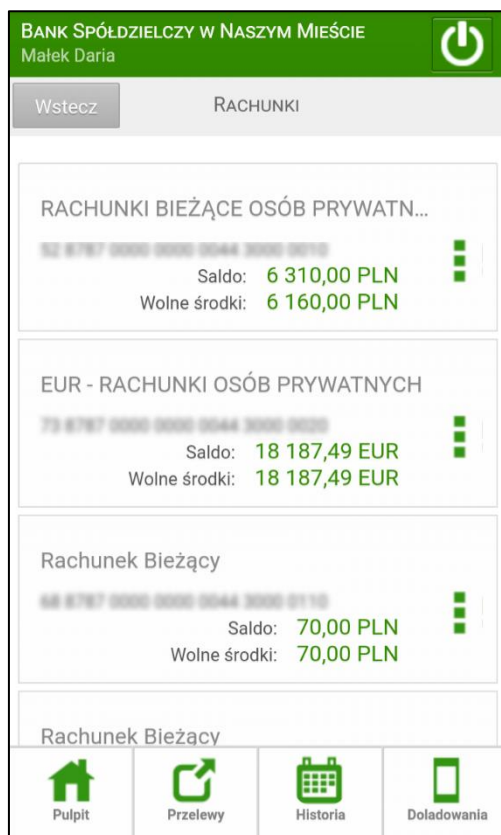 BANK SPÓŁDZIELCZY W NASZYM MIEŚCIE
Małek Daria
Wstecz
RACHUNKI
RACHUNKI BIEŻĄCE OSÓB PRYWATN...
Saldo: 6 310,00 PLN
Wolne środki: 6 160,00 PLN
EUR - RACHUNKI OSÓB PRYWATNYCH
Saldo: 18 187,49 EUR
Wolne środki: 18 187,49 EUR
Rachunek Bieżący
Saldo: 70,00 PLN
Wolne środki: 70,00 PLN
Rachunek Bieżący
Pulpit
Przelewy
Historia
Doladowania